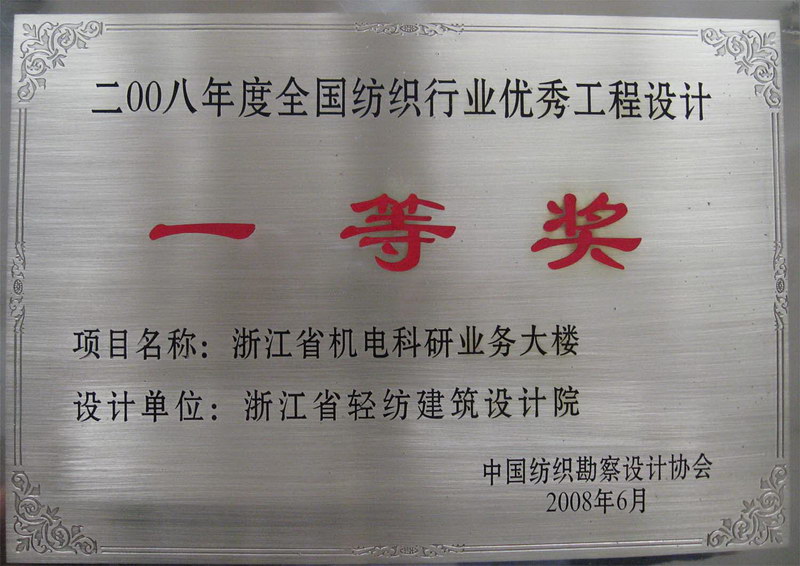 二00八年度全国纺织行业优秀工程设计
一等奖
项目名称：浙江省机电科研业务大楼
设计单位：浙江省轻纺建筑设计院
中国纺织勘察设计协会
2008年6月